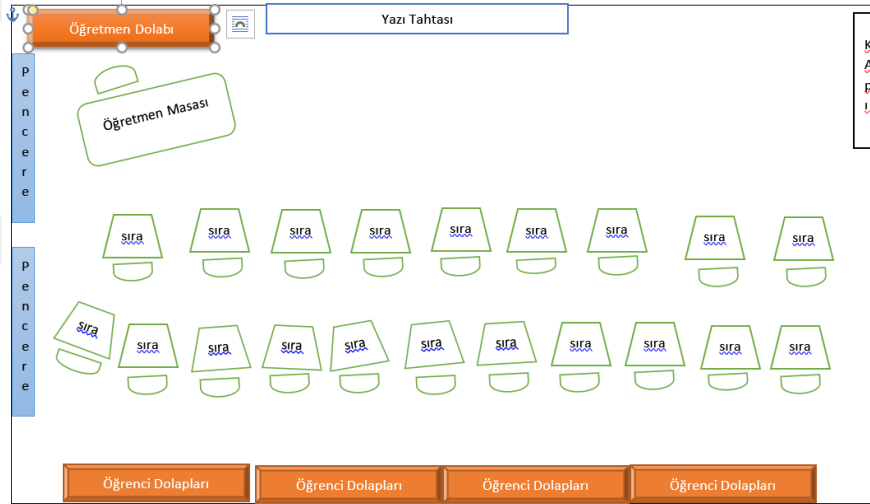 Öğretmen Dolabı
Yazı Tahtası
Pencere
Öğretmen Masası
sıra sıra sıra sıra sıra sıra sıra sıra sıra
Pencere
sıra sıra sıra sıra sıra sıra sıra sıra sıra sıra sıra
Öğrenci Dolapları Öğrenci Dolapları Öğrenci Dolapları Öğrenci Dolapları